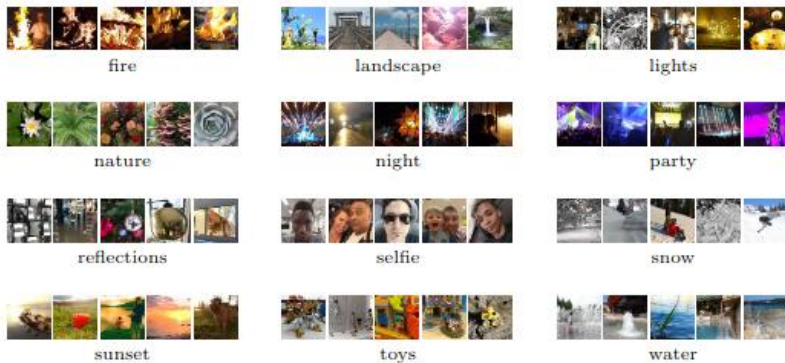 fire
landscape
lights
nature
night
party
reflections
selfie
snow
sunset
toys
water